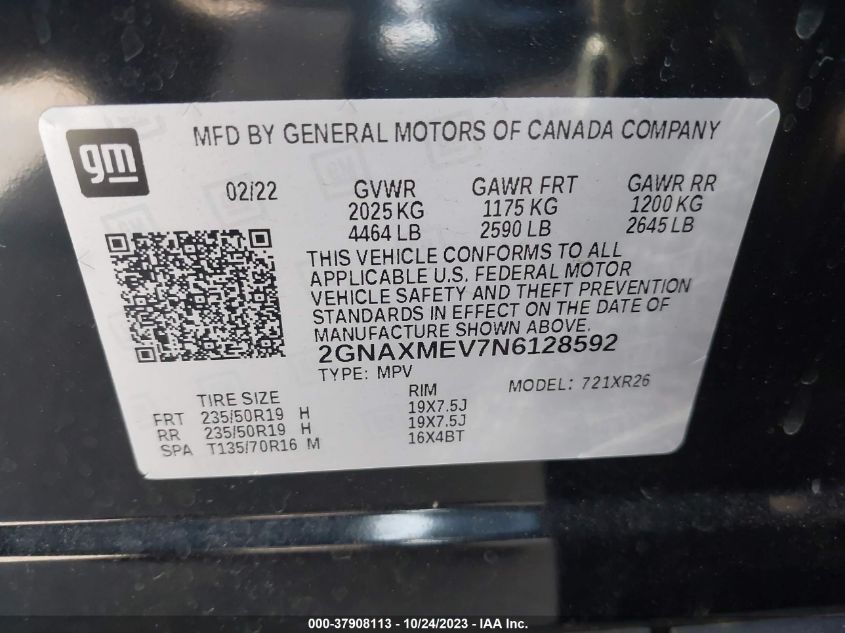 gm
MFD BY GENERAL MOTORS OF CANADA COMPANY
02/22 GVWR GAWR FRT GAWR RR
2025 KG 1175 KG 1200 KG
4464 LB 2590 LB 2645 LB
THIS VEHICLE CONFORMS TO ALL
APPLICABLE U.S. FEDERAL MOTOR
VEHICLE SAFETY AND THEFT PREVENTION
STANDARDS IN EFFECT ON THE DATE OF
MANUFACTURE SHOWN ABOVE.
2GNAXMEV7N6128592
TYPE: MPV MODEL: 721XR26
TIRE SIZE RIM
FRT 235/50R19 H 19X7.5J
RR 235/50R19 H 19X7.5J
SPA T135/70R16 M 16X4BT
000-37908113 - 10/24/2023 - IAA Inc.